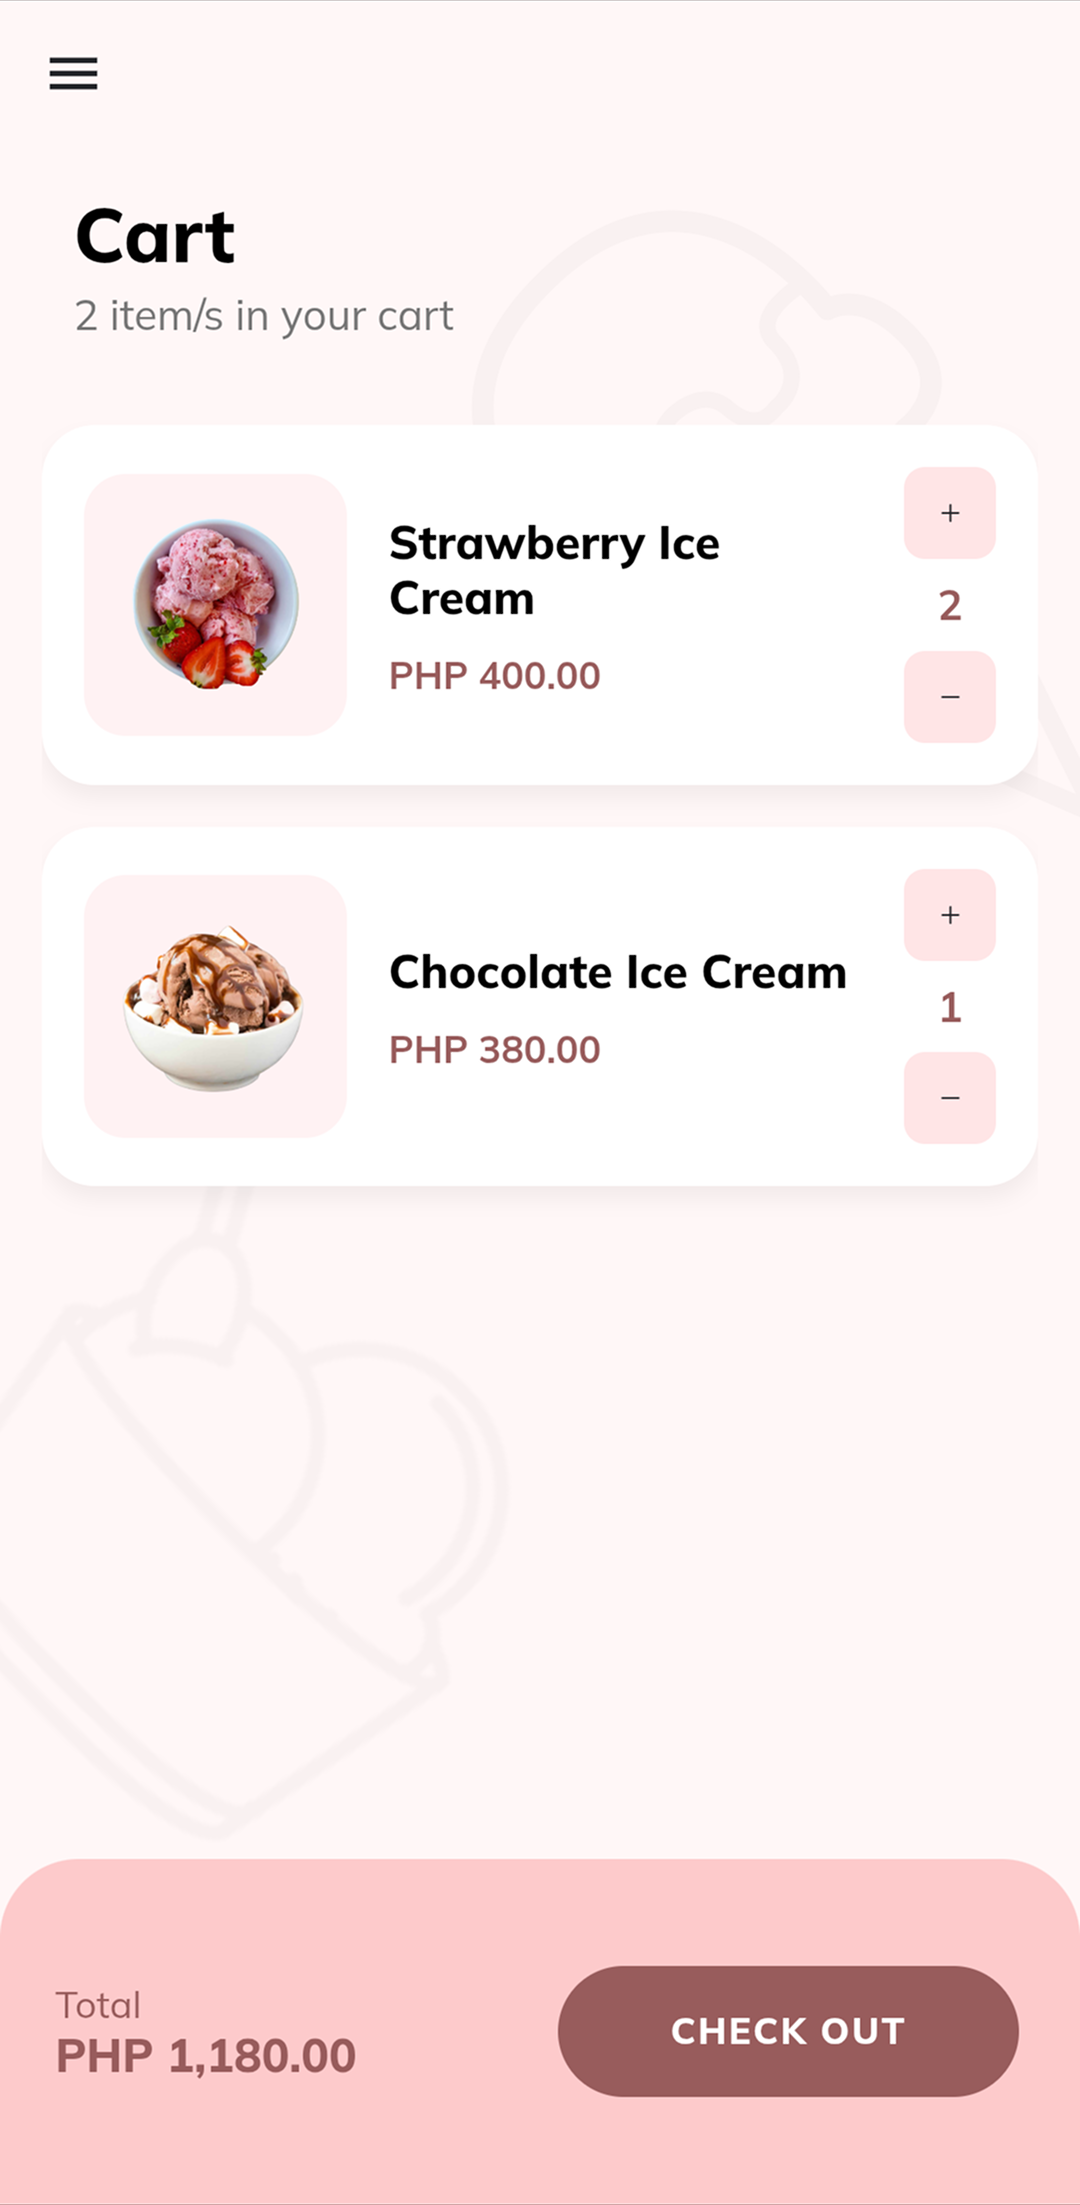 Cart
2 item/s in your cart
Strawberry Ice
Cream
PHP 400.00
+
2
−
Chocolate Ice Cream
PHP 380.00
+
1
−
Total
PHP 1,180.00
CHECK OUT